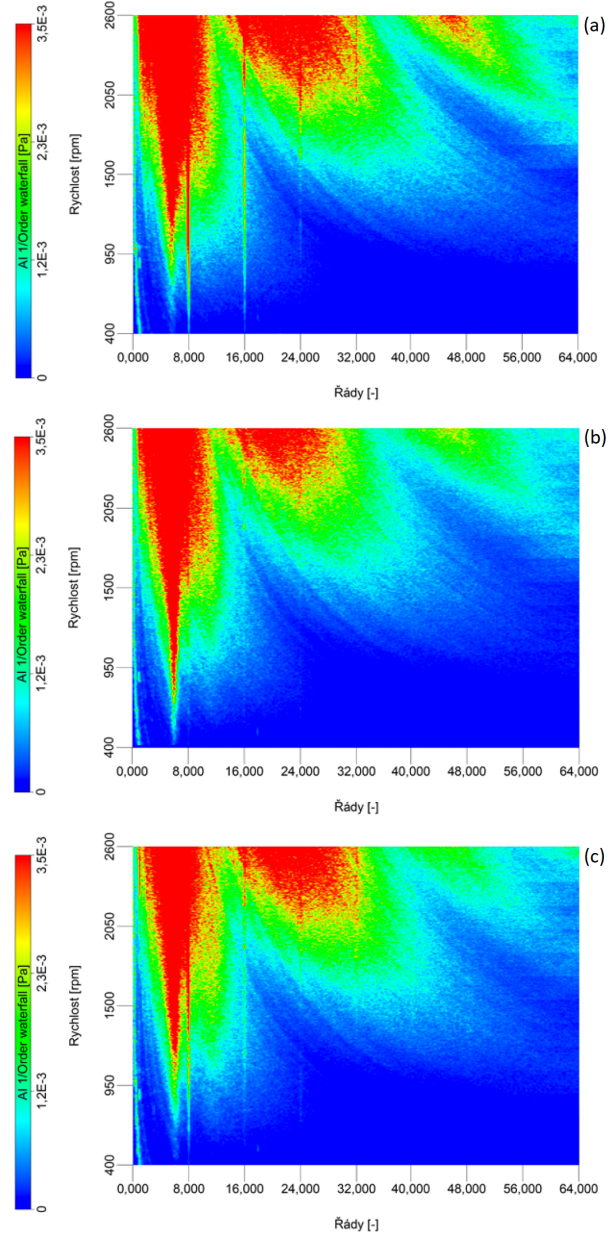 (a)
3,5E-3
2,3E-3
1,2E-3
0
AI 1/Order waterfall [Pa]
2600
2050
1500
950
400
Rychlost [rpm]
0,000 8,000 16,000 24,000 32,000 40,000 48,000 56,000 64,000
Řády [-]
(b)
3,5E-3
2,3E-3
1,2E-3
0
AI 1/Order waterfall [Pa]
2600
2050
1500
950
400
Rychlost [rpm]
0,000 8,000 16,000 24,000 32,000 40,000 48,000 56,000 64,000
Řády [-]
(c)
3,5E-3
2,3E-3
1,2E-3
0
AI 1/Order waterfall [Pa]
2600
2050
1500
950
400
Rychlost [rpm]
0,000 8,000 16,000 24,000 32,000 40,000 48,000 56,000 64,000
Řády [-]